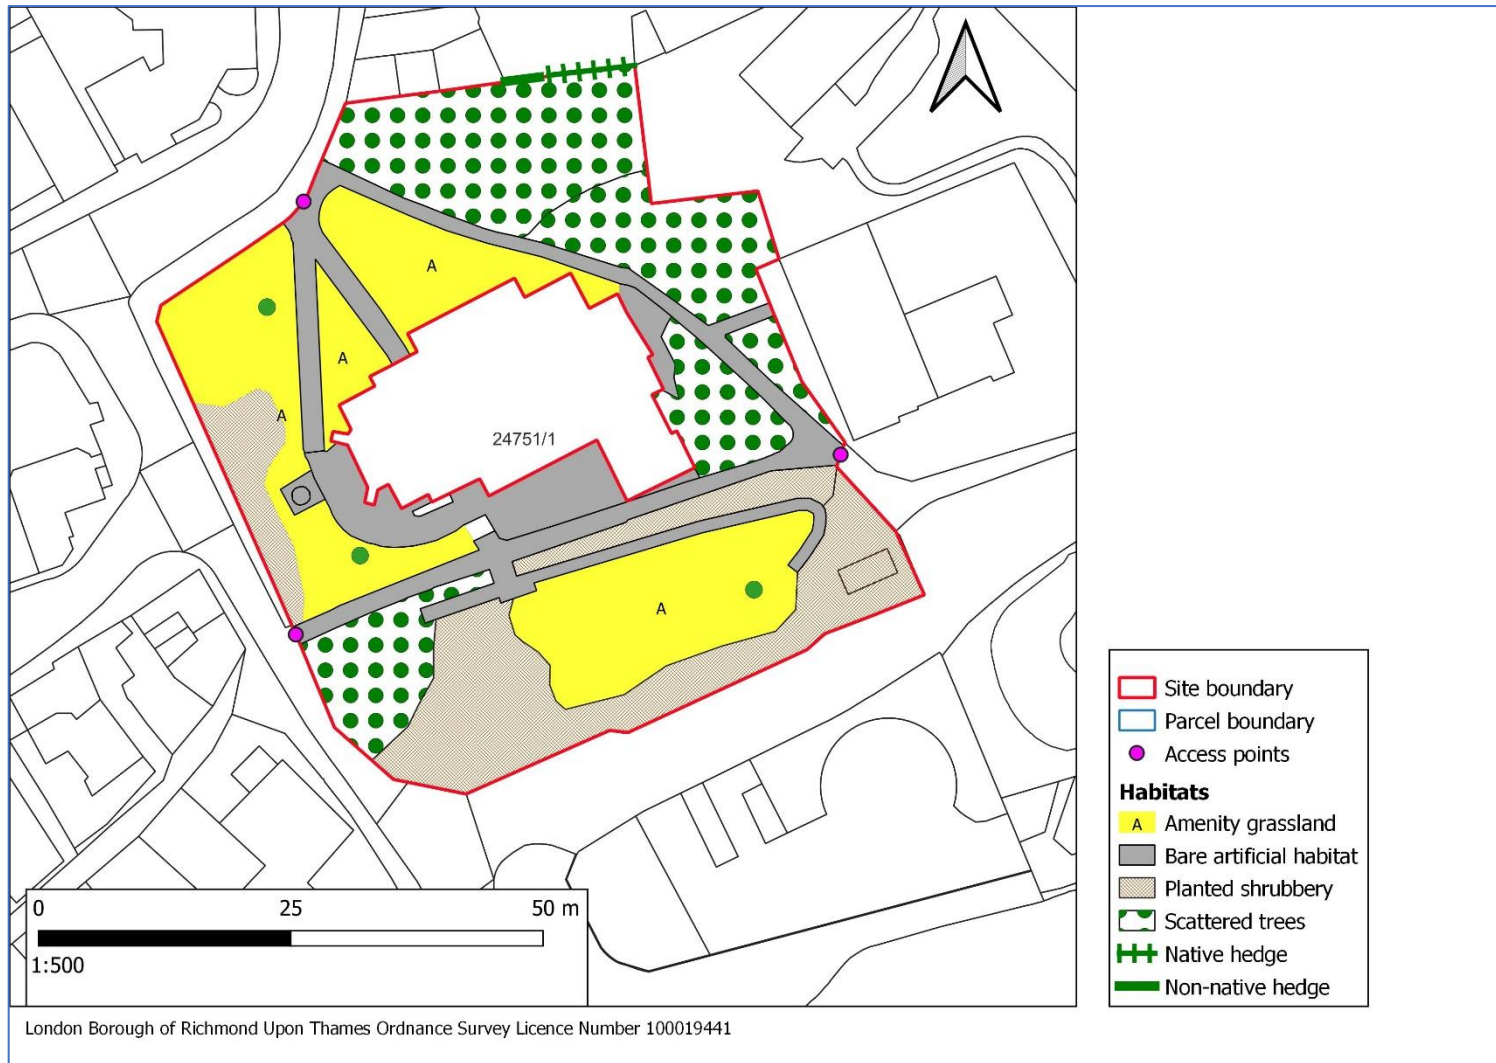 A
A
A
24751/1
A
0 25 50 m
1:500
Site boundary
Parcel boundary
Access points
Habitats
A Amenity grassland
Bare artificial habitat
Planted shrubbery
Scattered trees
Native hedge
Non-native hedge
London Borough of Richmond Upon Thames Ordnance Survey Licence Number 100019441